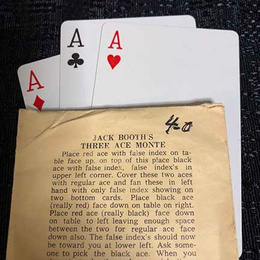 A
A
A
4-0
JACK BOOTH'S
THREE ACE MONTE
Place red ace with false index on ta-
ble face up, on top of this place black
ace with false index, (false index's in
upper left corner. Cover these two aces
with regular ace and fan these in left
hand with only false index showing on
two bottom cards. Place black ace
(really red) face down on table on right.
Place red ace (really black) face down
on table to left leaving enough space
between the two for regular ace face
down also. The false index's should now
be toward you at lower left. Ask some-
one to pick the black ace. When you